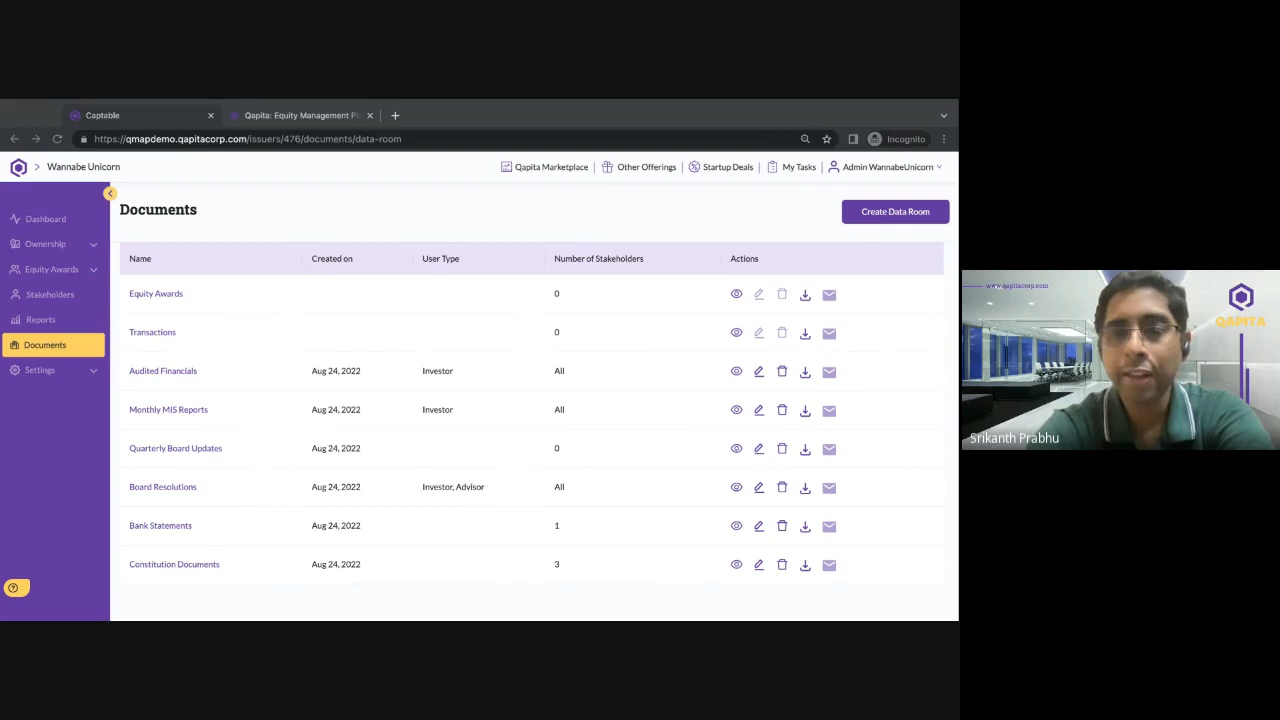 Captable
Qapita: Equity Management Pl
https://qmapdemo.qapitacorp.com/issuers/476/documents/data-room
Incognito
> Wannabe Unicorn
Qapita Marketplace | Other Offerings | Startup Deals | My Tasks | Admin WannabeUnicorn
Dashboard
Ownership
Equity Awards
Stakeholders
Reports
Documents
Settings
Documents
Create Data Room
Name Created on User Type Number of Stakeholders Actions
Equity Awards 0
Transactions 0
Audited Financials Aug 24, 2022 Investor All
Monthly MIS Reports Aug 24, 2022 Investor All
Quarterly Board Updates Aug 24, 2022 0
Board Resolutions Aug 24, 2022 Investor, Advisor All
Bank Statements Aug 24, 2022 1
Constitution Documents Aug 24, 2022 3
www.qapitacorp.com
QAPITA
Srikanth Prabhu